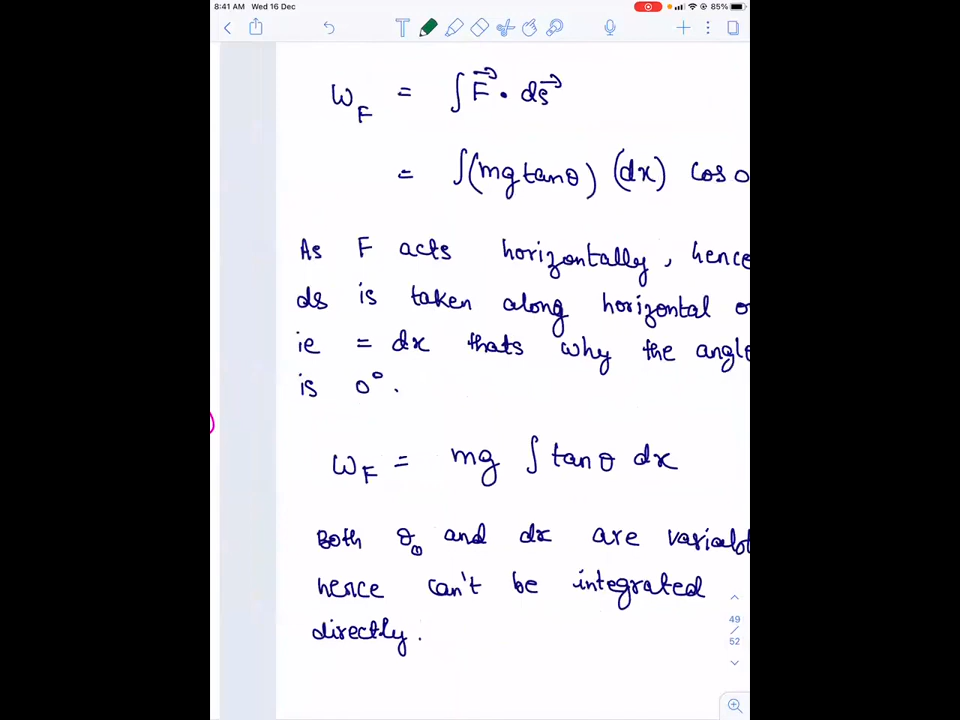 8:41 AM Wed 16 Dec
85%
W_F = ∫ F⃗ · ds⃗
= ∫(mg tanθ) (dx) cos 0
As F acts horizontally, hence
ds is taken along horizontal
ie = dx thats why the angle
is 0°.
W_F = mg ∫ tanθ dx
Both θ and dx are variabl
hence can't be integrated
directly.
49
/
52